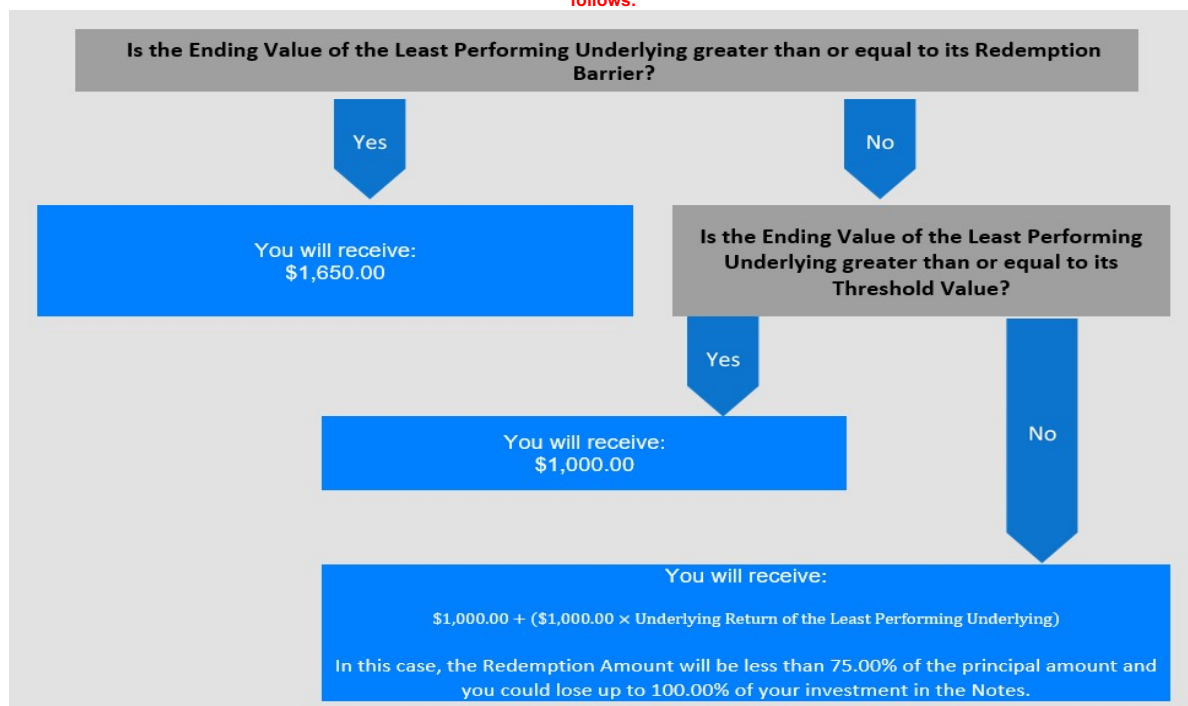 follows:
Is the Ending Value of the Least Performing Underlying greater than or equal to its Redemption
Barrier?
Yes
No
You will receive:
$1,650.00
Is the Ending Value of the Least Performing
Underlying greater than or equal to its
Threshold Value?
Yes
No
You will receive:
$1,000.00
You will receive:
$1,000.00 + ($1,000.00 × Underlying Return of the Least Performing Underlying)
In this case, the Redemption Amount will be less than 75.00% of the principal amount and
you could lose up to 100.00% of your investment in the Notes.